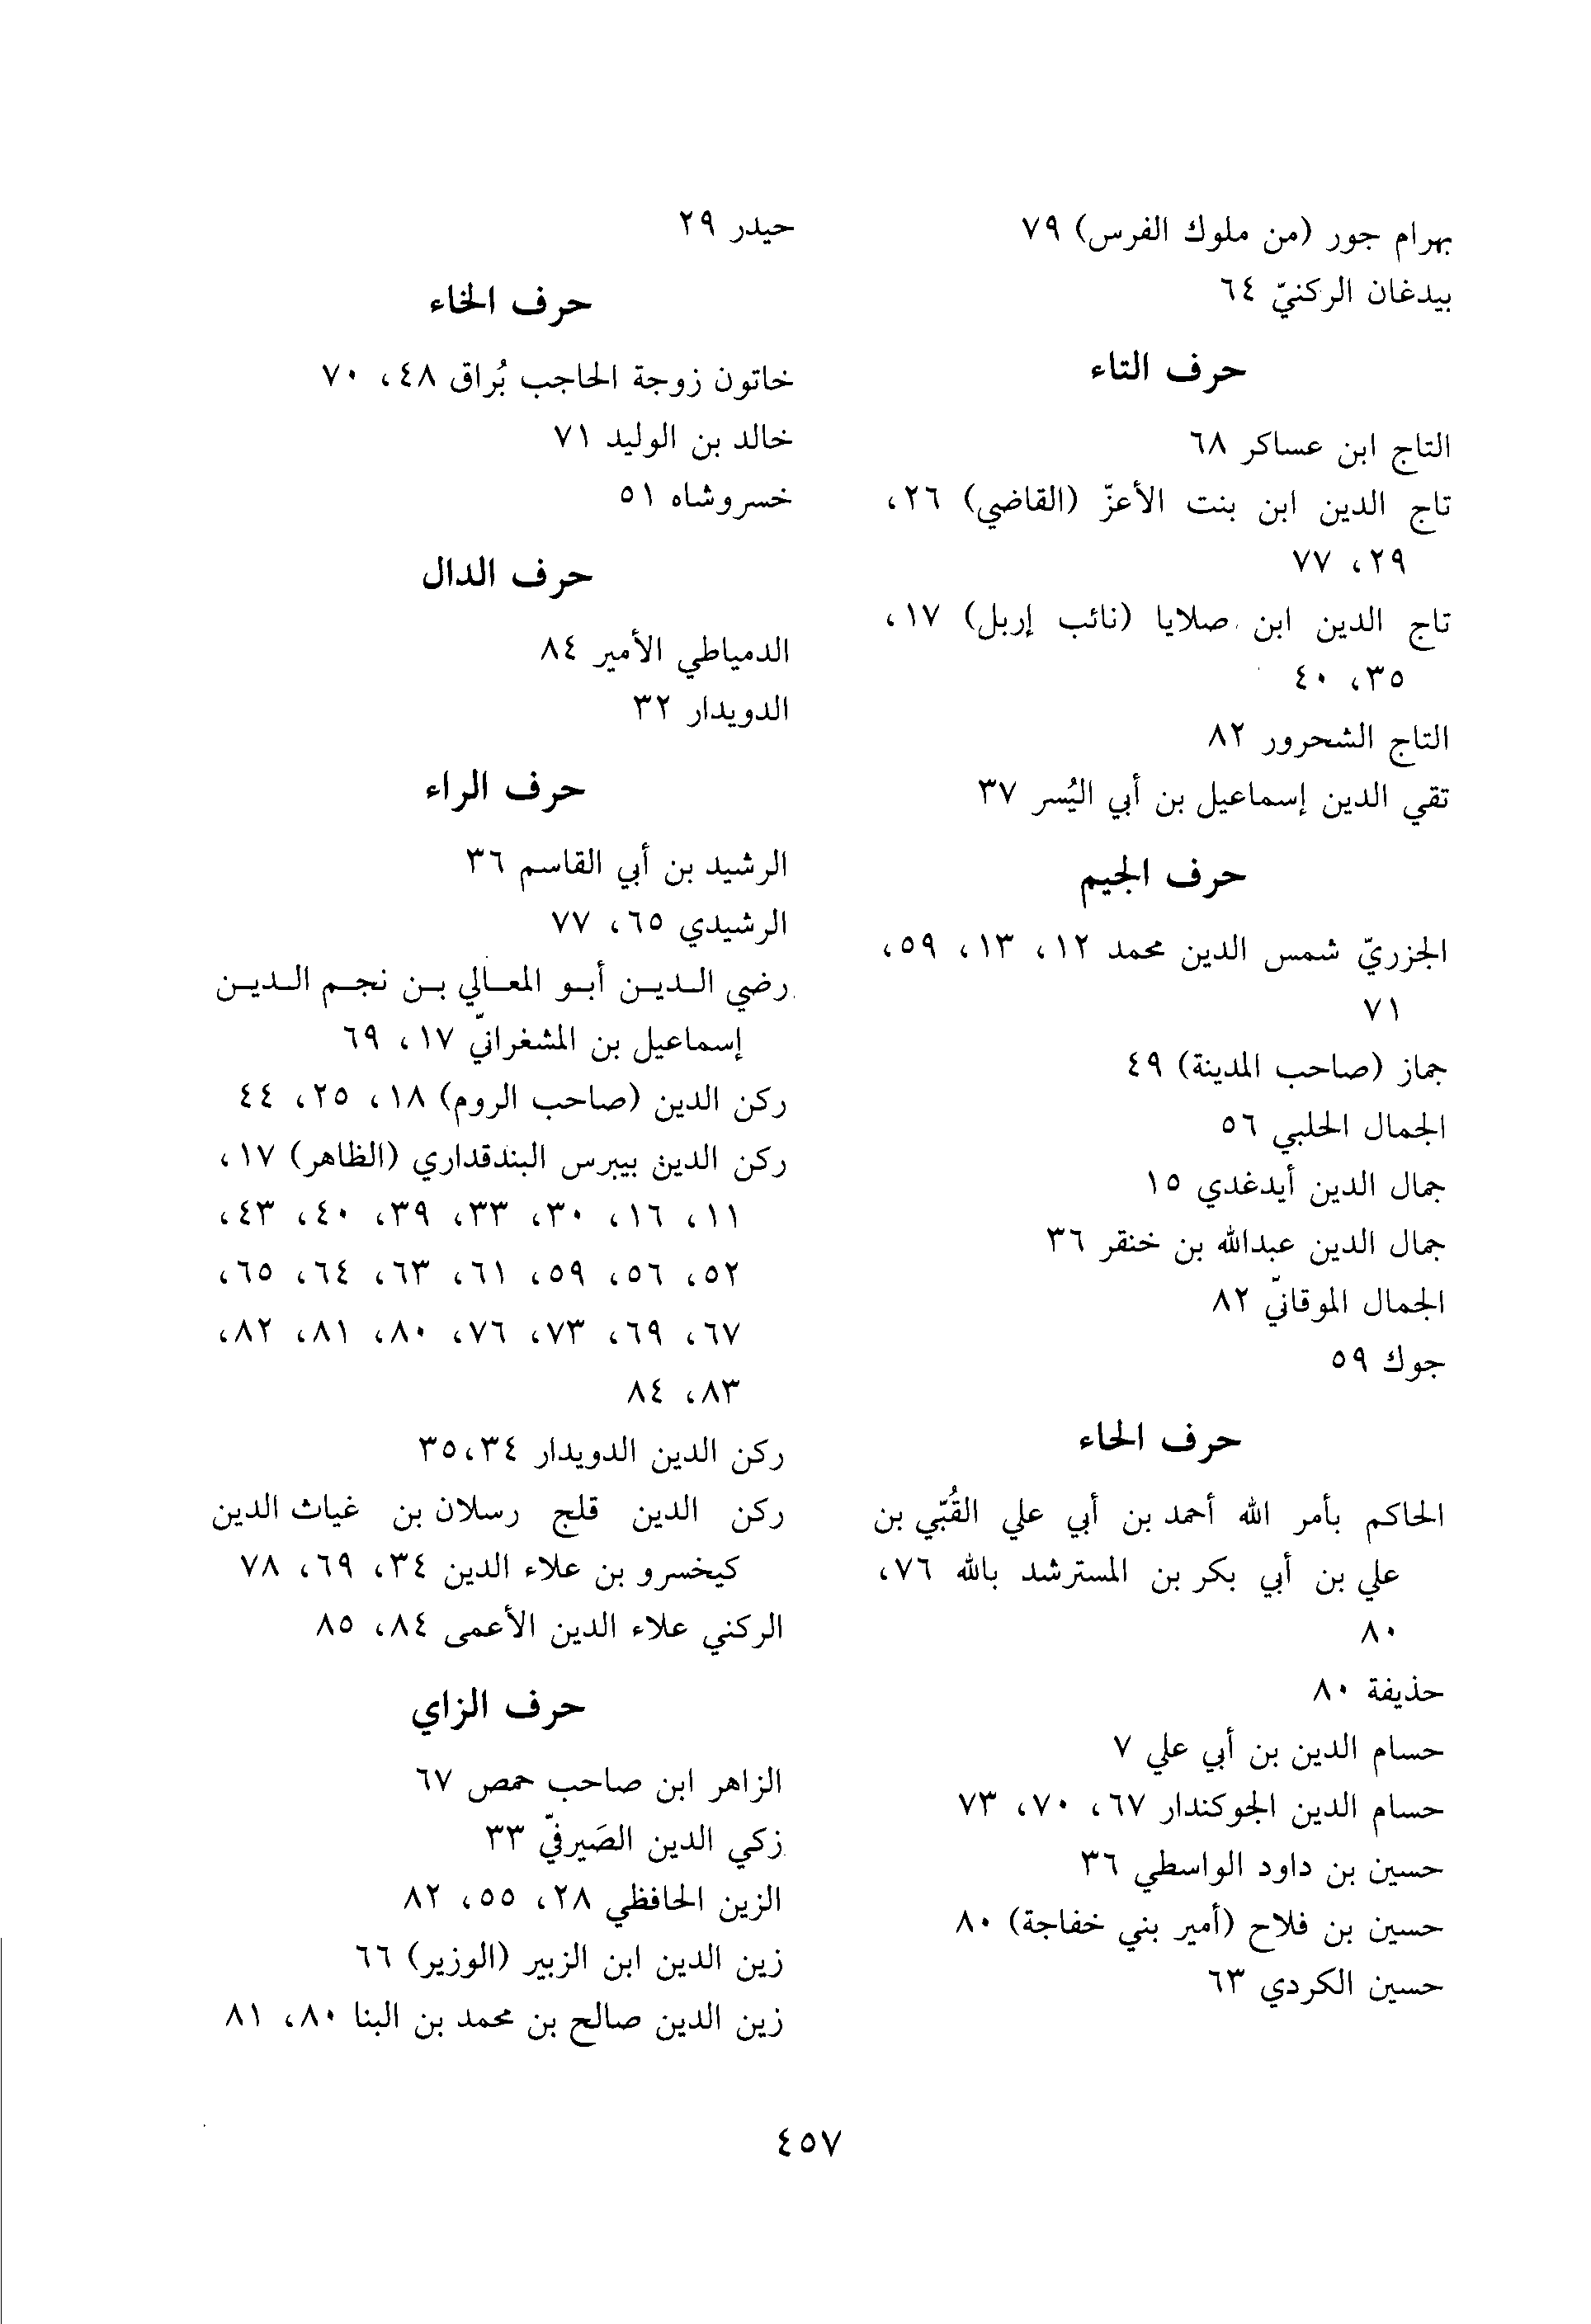 بهرام جور (من ملوك الفرس) ٧٩
بيدغان الركنيّ ٦٤
حرف التاء
التاج ابن عساكر ٦٨
تاج الدين ابن بنت الأعزّ (القاضي) ٢٦،
٢٩، ٧٧
تاج الدين ابن صلايا (نائب إربل) ١٧،
٣٥، ٤٠
التاج الشحرور ٨٢
تقي الدين إسماعيل بن أبي اليُسر ٣٧
حرف الجيم
الجزريّ شمس الدين محمد ١٢، ١٣، ٥٩،
٧١
جماز (صاحب المدينة) ٤٩
الجمال الحلبي ٥٦
جمال الدين أيدغدي ١٥
جمال الدين عبدالله بن خنقر ٣٦
الجمال الموقانيّ ٨٢
جوك ٥٩
حرف الحاء
الحاكم بأمر الله أحمد بن أبي علي القُبّي بن
علي بن أبي بكر بن المسترشد بالله ٧٦،
٨٠
حذيفة ٨٠
حسام الدين بن أبي علي ٧
حسام الدين الجوكندار ٦٧، ٧٠، ٧٣
حسين بن داود الواسطي ٣٦
حسين بن فلاح (أمير بني خفاجة) ٨٠
حسين الكردي ٦٣
حيدر ٢٩
حرف الخاء
خاتون زوجة الحاجب بُراق ٤٨، ٧٠
خالد بن الوليد ٧١
خسروشاه ٥١
حرف الدال
الدمياطي الأمير ٨٤
الدويدار ٣٢
حرف الراء
الرشيد بن أبي القاسم ٣٦
الرشيدي ٦٥، ٧٧
رضي الـديـن أبـو المعـالي بـن نجـم الـديـن
إسماعيل بن المشغرانيّ ١٧، ٦٩
ركن الدين (صاحب الروم) ١٨، ٢٥، ٤٤
ركن الدين بيبرس البندقداري (الظاهر) ١٧،
١١، ١٦، ٣٠، ٣٣، ٣٩، ٤٠، ٤٣،
٥٢، ٥٦، ٥٩، ٦١، ٦٣، ٦٤، ٦٥،
٦٧، ٦٩، ٧٣، ٧٦، ٨٠، ٨١، ٨٢،
٨٣، ٨٤
ركن الدين الدويدار ٣٤،٣٥
ركن الدين قلج رسلان بن غياث الدين
كيخسرو بن علاء الدين ٣٤، ٦٩، ٧٨
الركني علاء الدين الأعمى ٨٤، ٨٥
حرف الزاي
الزاهر ابن صاحب حمص ٦٧
زكي الدين الصَيرفيّ ٣٣
الزين الحافظي ٢٨، ٥٥، ٨٢
زين الدين ابن الزبير (الوزير) ٦٦
زين الدين صالح بن محمد بن البنا ٨٠، ٨١
٤٥٧